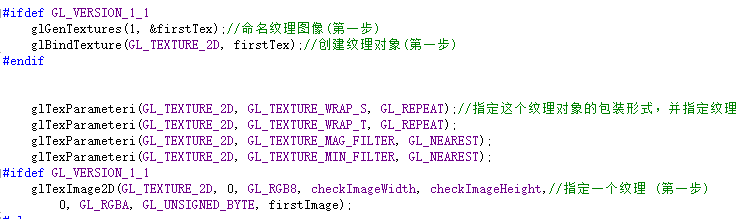 #ifdef GL_VERSION_1_1
glGenTextures(1, &firstTex);//命名纹理图像(第一步)
glBindTexture(GL_TEXTURE_2D, firstTex);//创建纹理对象(第一步)
#endif
glTexParameteri(GL_TEXTURE_2D, GL_TEXTURE_WRAP_S, GL_REPEAT);//指定这个纹理对象的包装形式，并指定纹理
glTexParameteri(GL_TEXTURE_2D, GL_TEXTURE_WRAP_T, GL_REPEAT);
glTexParameteri(GL_TEXTURE_2D, GL_TEXTURE_MAG_FILTER, GL_NEAREST);
glTexParameteri(GL_TEXTURE_2D, GL_TEXTURE_MIN_FILTER, GL_NEAREST);
#ifdef GL_VERSION_1_1
glTexImage2D(GL_TEXTURE_2D, 0, GL_RGB8, checkImageWidth, checkImageHeight,//指定一个纹理 (第一步)
0, GL_RGBA, GL_UNSIGNED_BYTE, firstImage);